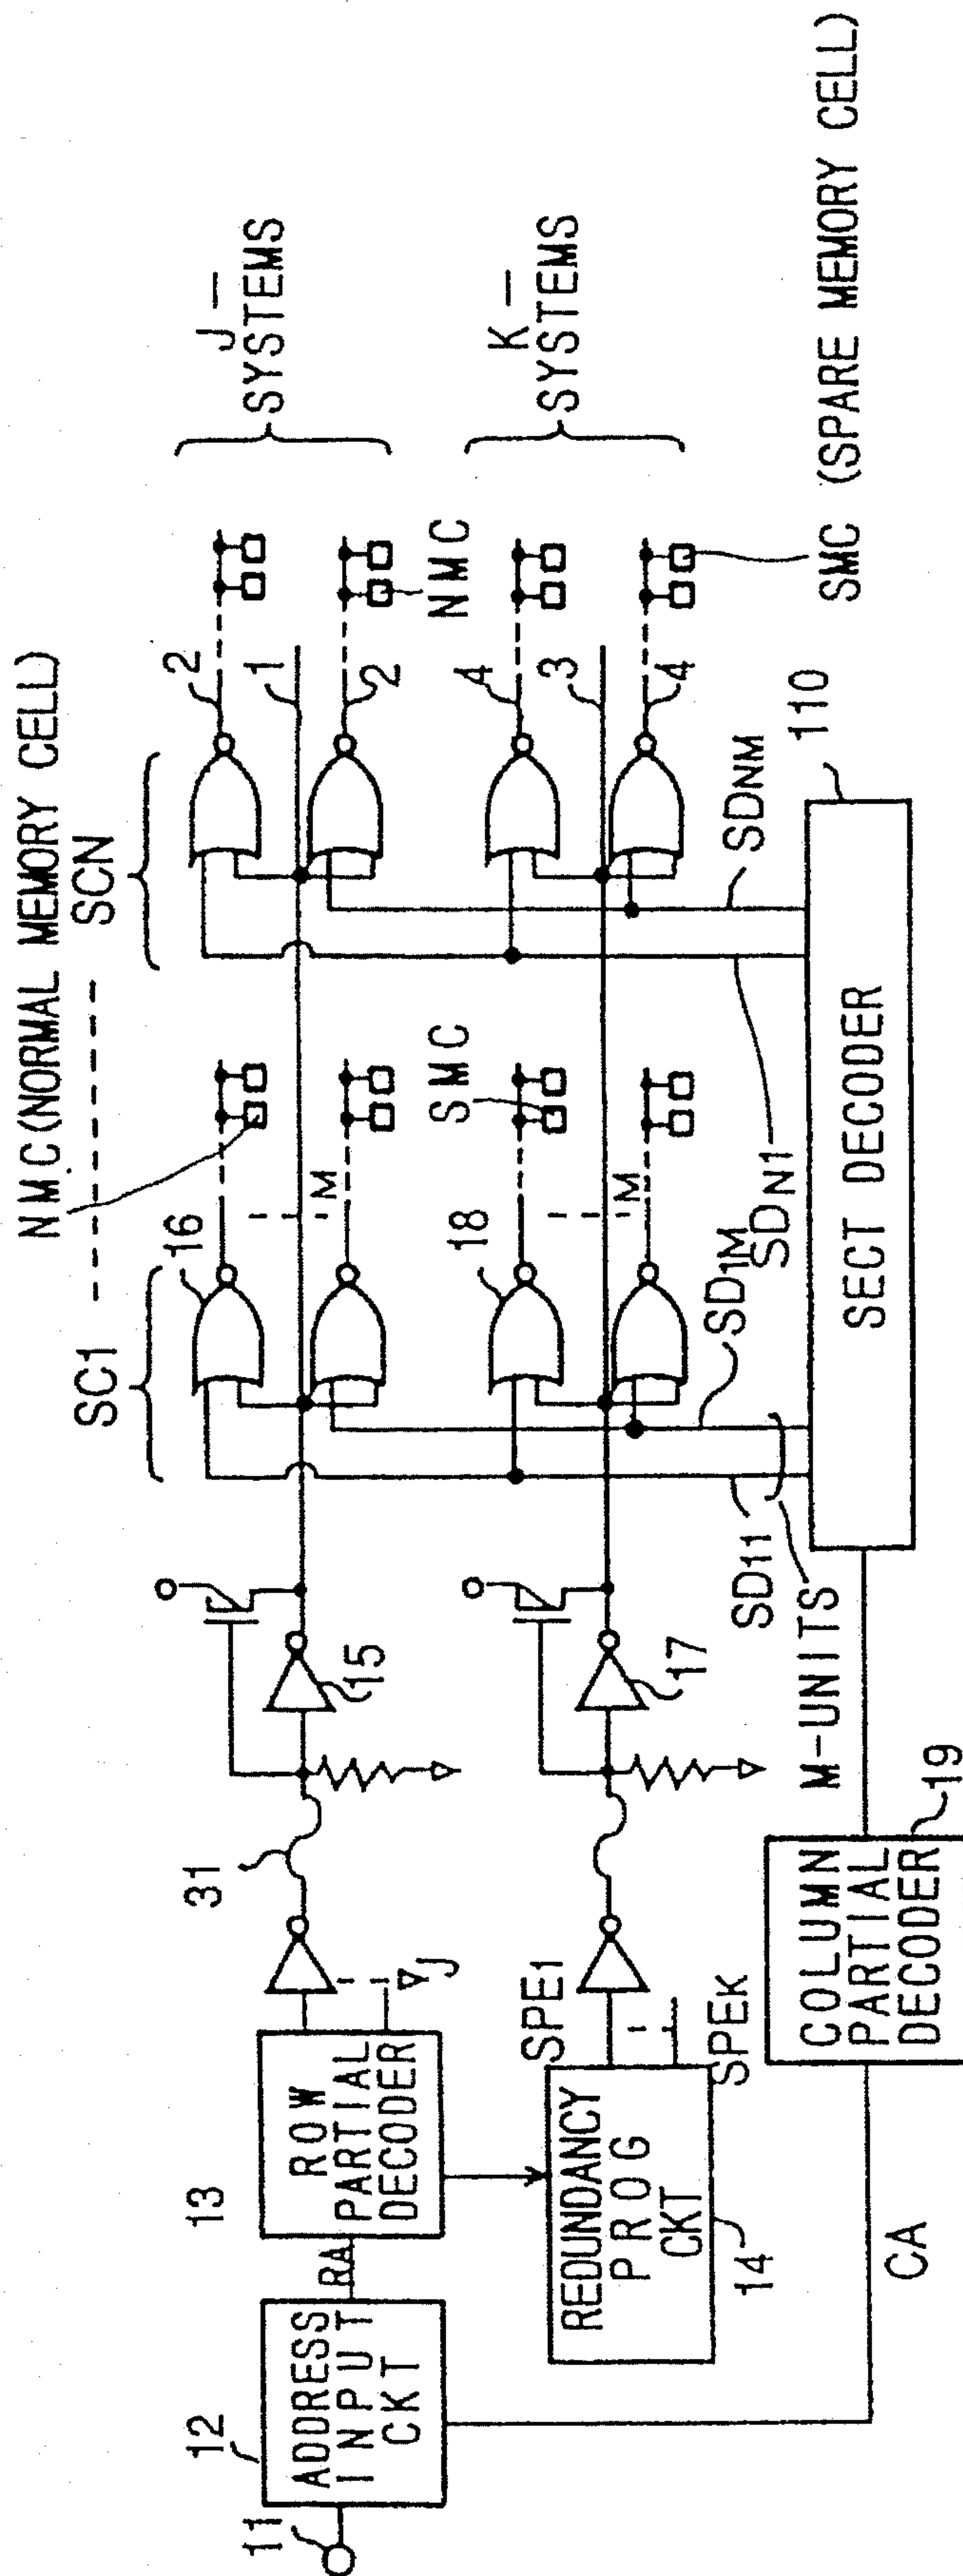 NMC(NORMAL MEMORY CELL)
SC1
SCN
J-
SYSTEMS
K-
SYSTEMS
16
2
1
2
NMC
M
31
15
18
SMC
4
3
4
M
17
SMC (SPARE MEMORY CELL)
11
12
ADDRESS
INPUT
CKT
RA
13
ROW
PARTIAL
DECODER
J
REDUNDANCY
PROG
CKT
14
SPE1
SPEK
CA
COLUMN
PARTIAL
DECODER
19
M-UNITS
SD11
SD1M
SDN1
SDNM
SECT DECODER
110